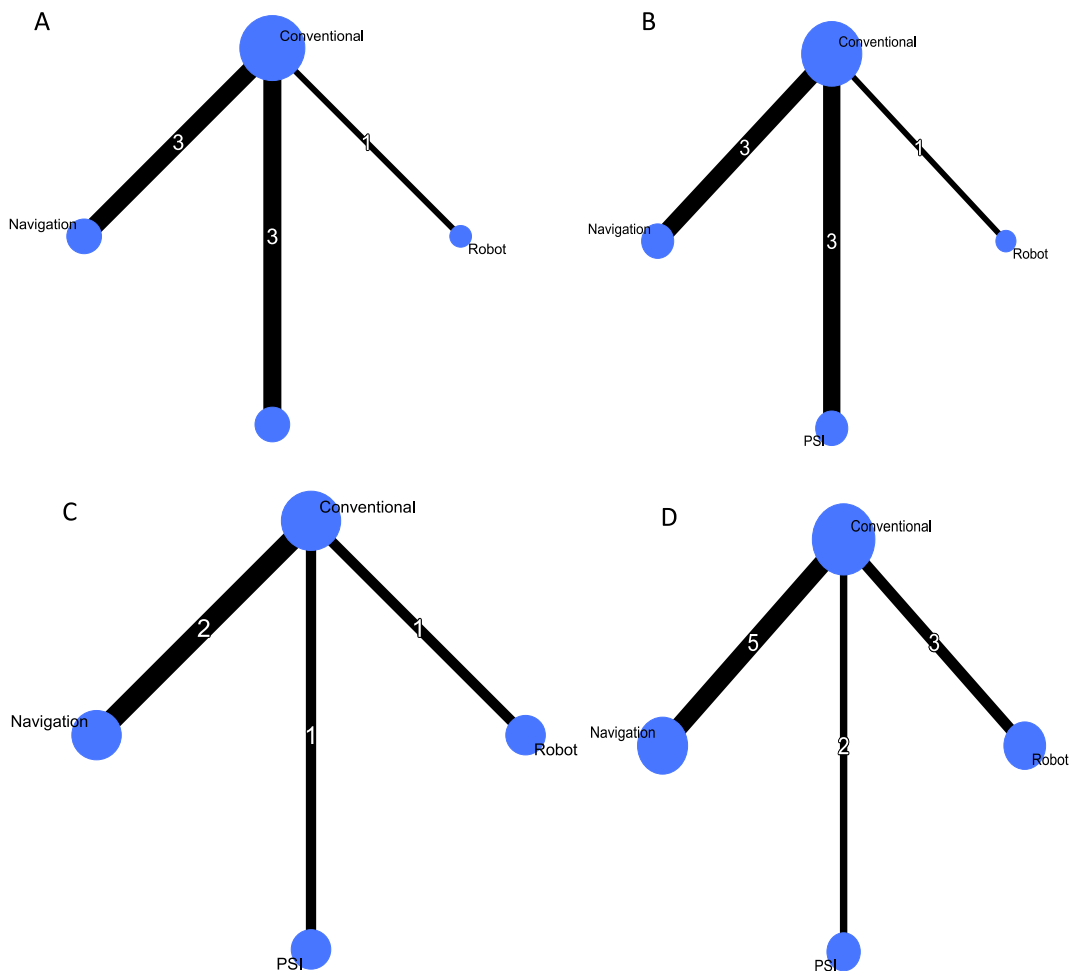 A
Conventional
3
1
Navigation
3
Robot
B
Conventional
3
1
Navigation
3
Robot
PSI
C
Conventional
2
1
Navigation
1
Robot
PSI
D
Conventional
5
3
Navigation
2
Robot
PSI